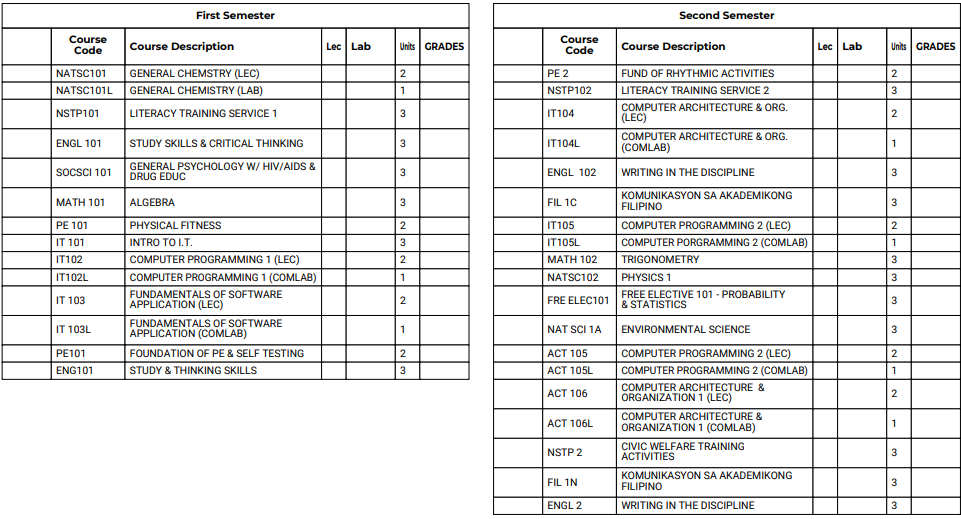 First Semester
Course Code Course Description Lec Lab Units GRADES
NATSC101 GENERAL CHEMSTRY (LEC) 2
NATSC101L GENERAL CHEMISTRY (LAB) 1
NSTP101 LITERACY TRAINING SERVICE 1 3
ENGL 101 STUDY SKILLS & CRITICAL THINKING 3
SOCSCI 101 GENERAL PSYCHOLOGY W/ HIV/AIDS & DRUG EDUC 3
MATH 101 ALGEBRA 3
PE 101 PHYSICAL FITNESS 2
IT 101 INTRO TO I.T. 3
IT102 COMPUTER PROGRAMMING 1 (LEC) 2
IT102L COMPUTER PROGRAMMING 1 (COMLAB) 1
IT 103 FUNDAMENTALS OF SOFTWARE APPLICATION (LEC) 2
IT 103L FUNDAMENTALS OF SOFTWARE APPLICATION (COMLAB) 1
PE101 FOUNDATION OF PE & SELF TESTING 2
ENG101 STUDY & THINKING SKILLS 3
Second Semester
Course Code Course Description Lec Lab Units GRADES
PE 2 FUND OF RHYTHMIC ACTIVITIES 2
NSTP102 LITERACY TRAINING SERVICE 2 3
IT104 COMPUTER ARCHITECTURE & ORG. (LEC) 2
IT104L COMPUTER ARCHITECTURE & ORG. (COMLAB) 1
ENGL 102 WRITING IN THE DISCIPLINE 3
FIL 1C KOMUNIKASYON SA AKADEMIKONG FILIPINO 3
IT105 COMPUTER PROGRAMMING 2 (LEC) 2
IT105L COMPUTER PORGRAMMING 2 (COMLAB) 1
MATH 102 TRIGONOMETRY 3
NATSC102 PHYSICS 1 3
FRE ELEC101 FREE ELECTIVE 101 - PROBABILITY & STATISTICS 3
NAT SCI 1A ENVIRONMENTAL SCIENCE 3
ACT 105 COMPUTER PROGRAMMING 2 (LEC) 2
ACT 105L COMPUTER PROGRAMMING 2 (COMLAB) 1
ACT 106 COMPUTER ARCHITECTURE & ORGANIZATION 1 (LEC) 2
ACT 106L COMPUTER ARCHITECTURE & ORGANIZATION 1 (COMLAB) 1
NSTP 2 CIVIC WELFARE TRAINING ACTIVITIES 3
FIL 1N KOMUNIKASYON SA AKADEMIKONG FILIPINO 3
ENGL 2 WRITING IN THE DISCIPLINE 3